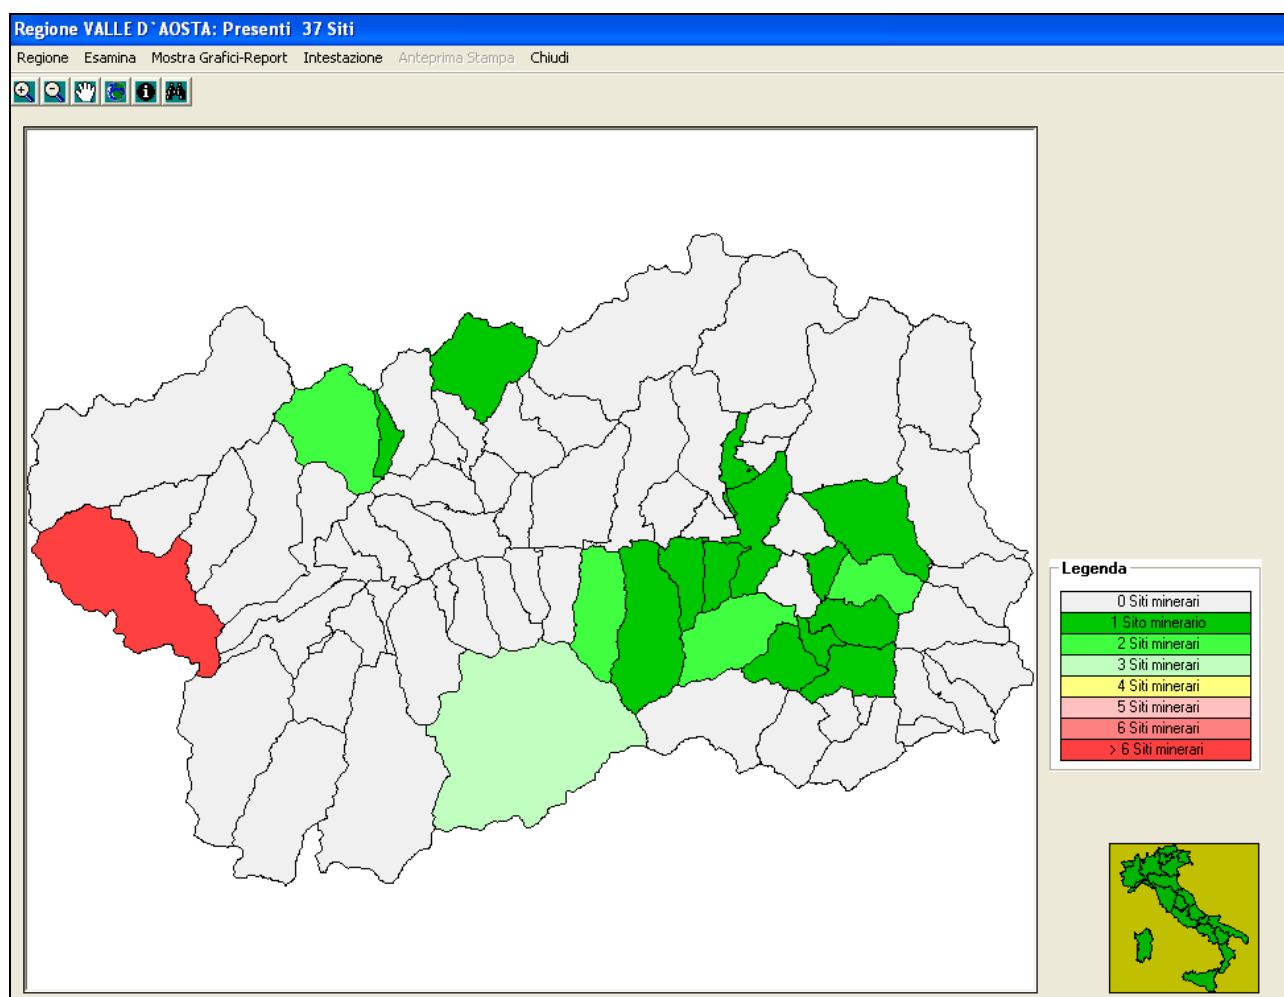 Regione VALLE D`AOSTA: Presenti 37 Siti
Regione Esamina Mostra Grafici-Report Intestazione Anteprima Stampa Chiudi
Legenda
0 Siti minerari
1 Sito minerario
2 Siti minerari
3 Siti minerari
4 Siti minerari
5 Siti minerari
6 Siti minerari
> 6 Siti minerari